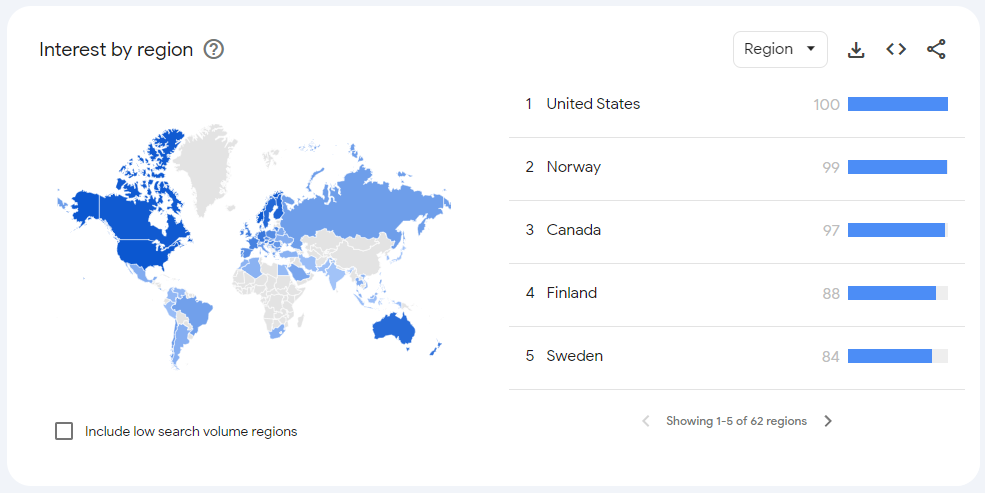 Interest by region
Region
1 United States 100
2 Norway 99
3 Canada 97
4 Finland 88
5 Sweden 84
Include low search volume regions
Showing 1-5 of 62 regions